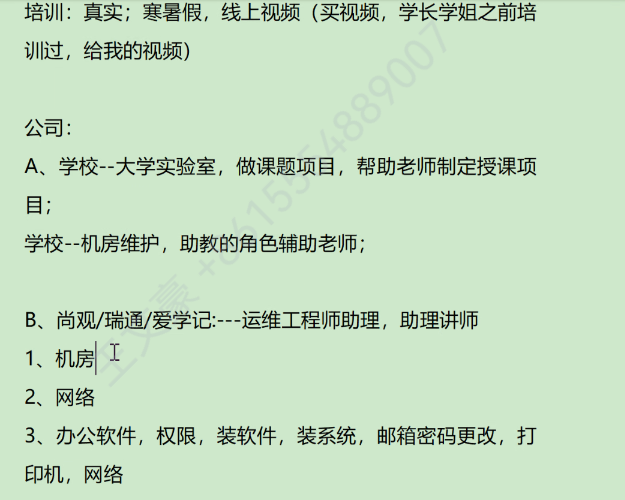 培训：真实；寒暑假，线上视频（买视频，学长学姐之前培
训过，给我的视频）
公司：
A、学校--大学实验室，做课题项目，帮助老师制定授课项
目；
学校--机房维护，助教的角色辅助老师；
B、尚观/瑞通/爱学记:---运维工程师助理，助理讲师
1、机房
2、网络
3、办公软件，权限，装软件，装系统，邮箱密码更改，打
印机，网络